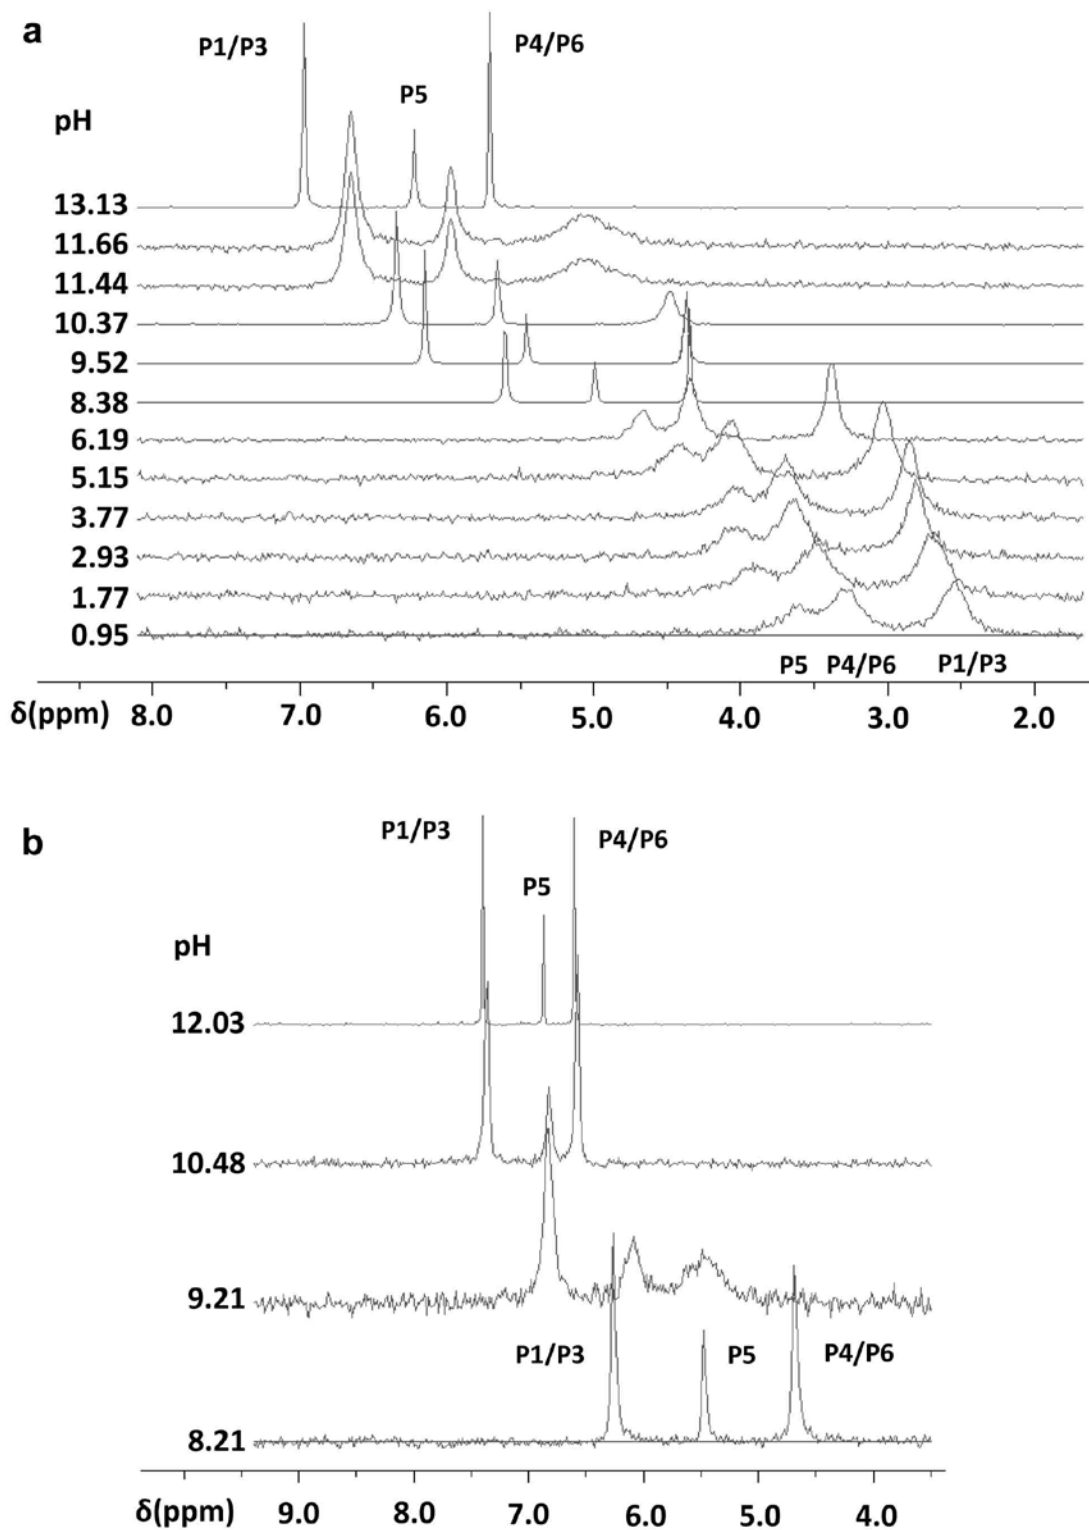 a
P1/P3
P4/P6
P5
pH
13.13
11.66
11.44
10.37
9.52
8.38
6.19
5.15
3.77
2.93
1.77
0.95
P5 P4/P6 P1/P3
δ(ppm) 8.0 7.0 6.0 5.0 4.0 3.0 2.0
b
P1/P3
P4/P6
P5
pH
12.03
10.48
9.21
P1/P3 P5 P4/P6
8.21
δ(ppm) 9.0 8.0 7.0 6.0 5.0 4.0